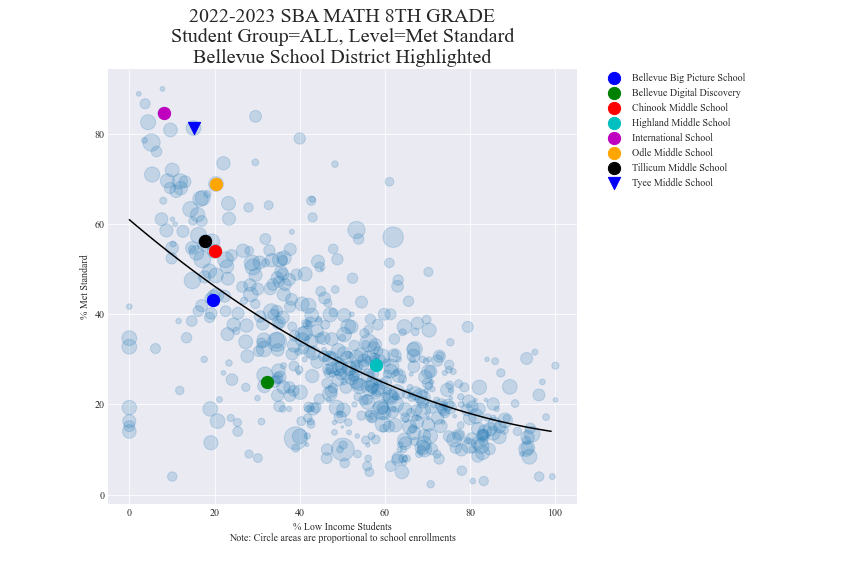 2022-2023 SBA MATH 8TH GRADE
Student Group=ALL, Level=Met Standard
Bellevue School District Highlighted
Bellevue Big Picture School
Bellevue Digital Discovery
Chinook Middle School
Highland Middle School
International School
Odle Middle School
Tillicum Middle School
Tyee Middle School
% Met Standard
80
60
40
20
0
0 20 40 60 80 100
% Low Income Students
Note: Circle areas are proportional to school enrollments